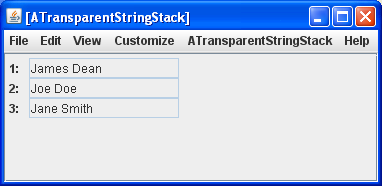 [ATransparentStringStack]
File Edit View Customize ATransparentStringStack Help
1: James Dean
2: Joe Doe
3: Jane Smith